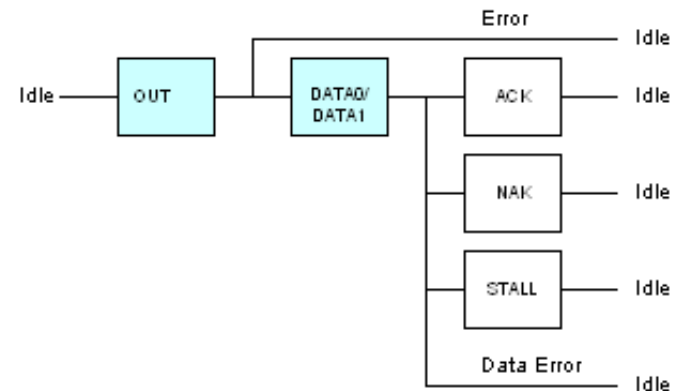 Error
Idle
Idle
OUT
DATA0/
DATA1
ACK
Idle
NAK
Idle
STALL
Idle
Data Error
Idle